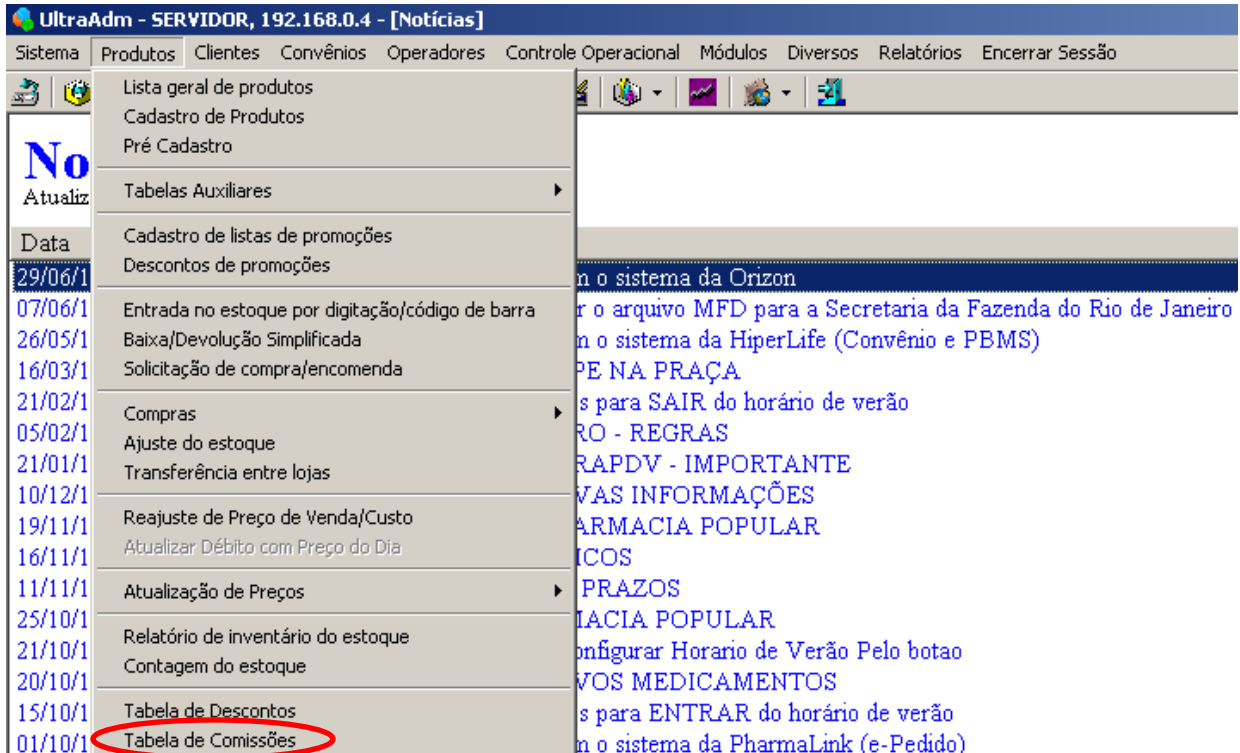 UltraAdm - SERVIDOR, 192.168.0.4 - [Notícias]
Sistema Produtos Clientes Convênios Operadores Controle Operacional Módulos Diversos Relatórios Encerrar Sessão
Lista geral de produtos
Cadastro de Produtos
Pré Cadastro
Tabelas Auxiliares
Cadastro de listas de promoções
Descontos de promoções
Entrada no estoque por digitação/código de barra
Baixa/Devolução Simplificada
Solicitação de compra/encomenda
Compras
Ajuste do estoque
Transferência entre lojas
Reajuste de Preço de Venda/Custo
Atualizar Débito com Preço do Dia
Atualização de Preços
Relatório de inventário do estoque
Contagem do estoque
Tabela de Descontos
Tabela de Comissões
No
Atualiz
Data
29/06/1 m o sistema da Orizon
07/06/1 r o arquivo MFD para a Secretaria da Fazenda do Rio de Janeiro
26/05/1 m o sistema da HiperLife (Convênio e PBMS)
16/03/1 PE NA PRAÇA
21/02/1 s para SAIR do horário de verão
05/02/1 RO - REGRAS
21/01/1 RAPDV - IMPORTANTE
10/12/1 VAS INFORMAÇÕES
19/11/1 ARMACIA POPULAR
16/11/1 ICOS
11/11/1 PRAZOS
25/10/1 MACIA POPULAR
21/10/1 onfigurar Horario de Verão Pelo botao
20/10/1 VOS MEDICAMENTOS
15/10/1 s para ENTRAR do horário de verão
01/10/1 m o sistema da PharmaLink (e-Pedido)